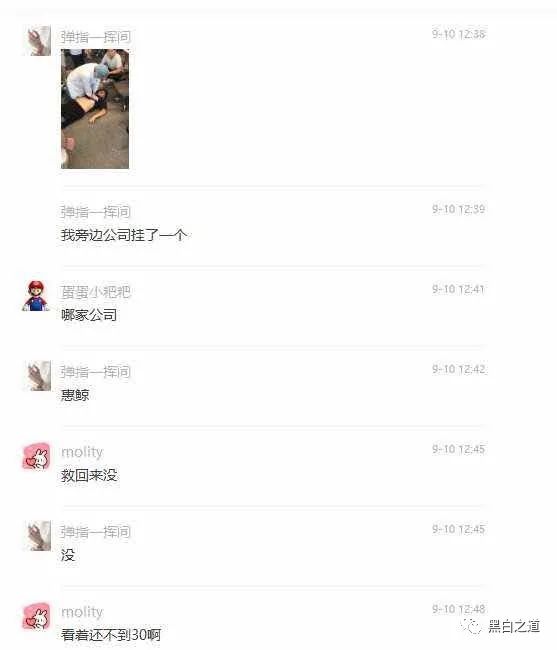 弹指一挥间 9-10 12:38
弹指一挥间 9-10 12:39
我旁边公司挂了一个
蛋蛋小粑粑 9-10 12:41
哪家公司
弹指一挥间 9-10 12:42
惠鲸
molity 9-10 12:45
救回来没
弹指一挥间 9-10 12:45
没
molity 9-10 12:48
看着还不到30啊
黑白之道